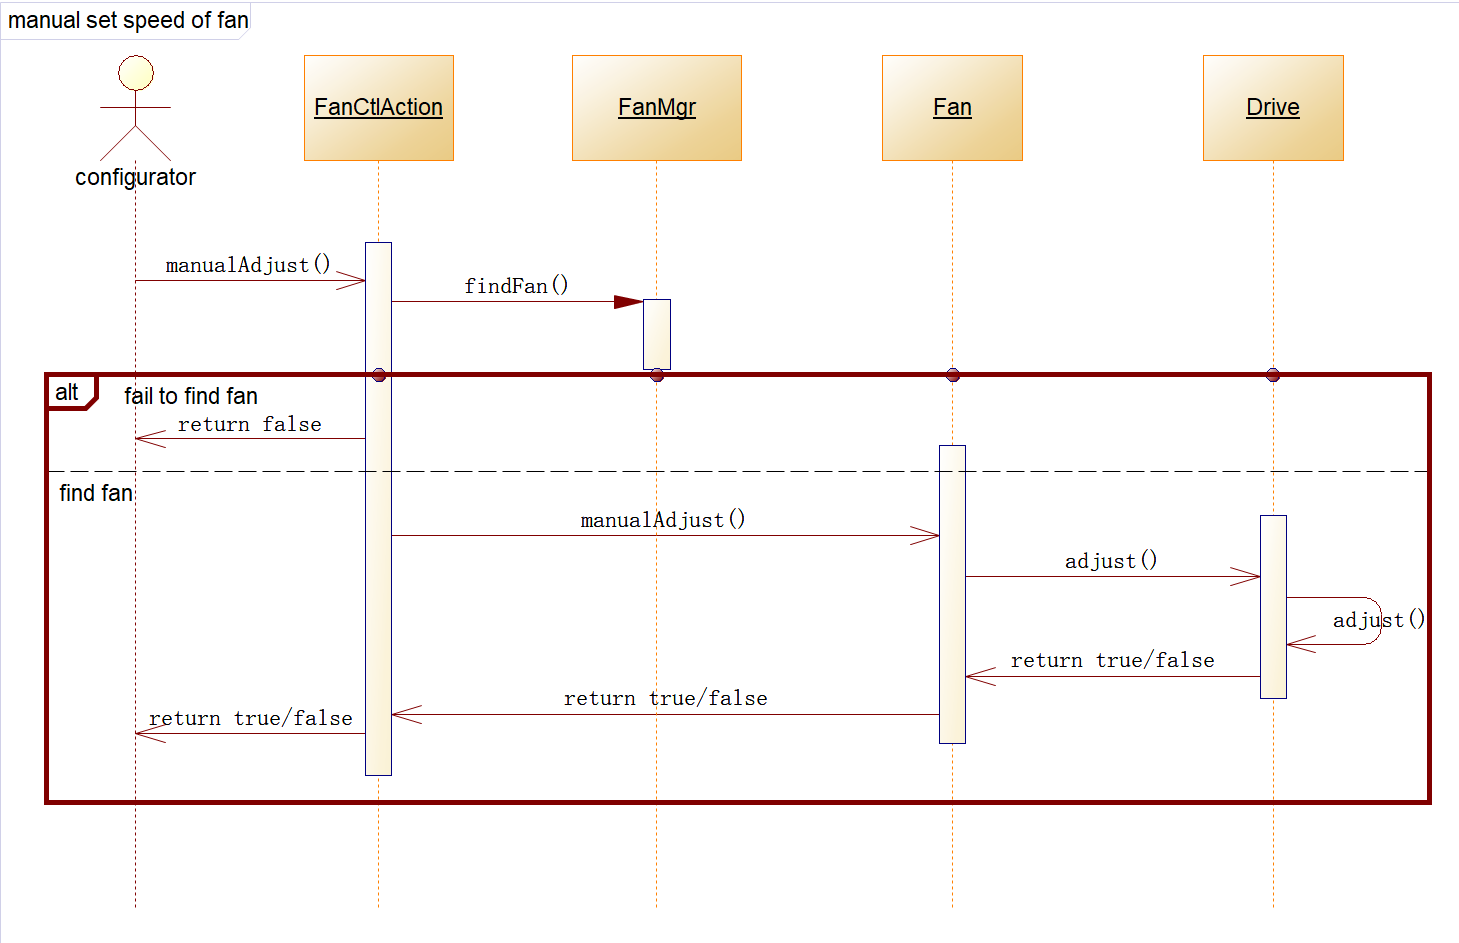 manual set speed of fan
FanCtlAction
FanMgr
Fan
Drive
configurator
manualAdjust()
findFan()
alt
fail to find fan
return false
find fan
manualAdjust()
adjust()
adjust()
return true/false
return true/false
return true/false